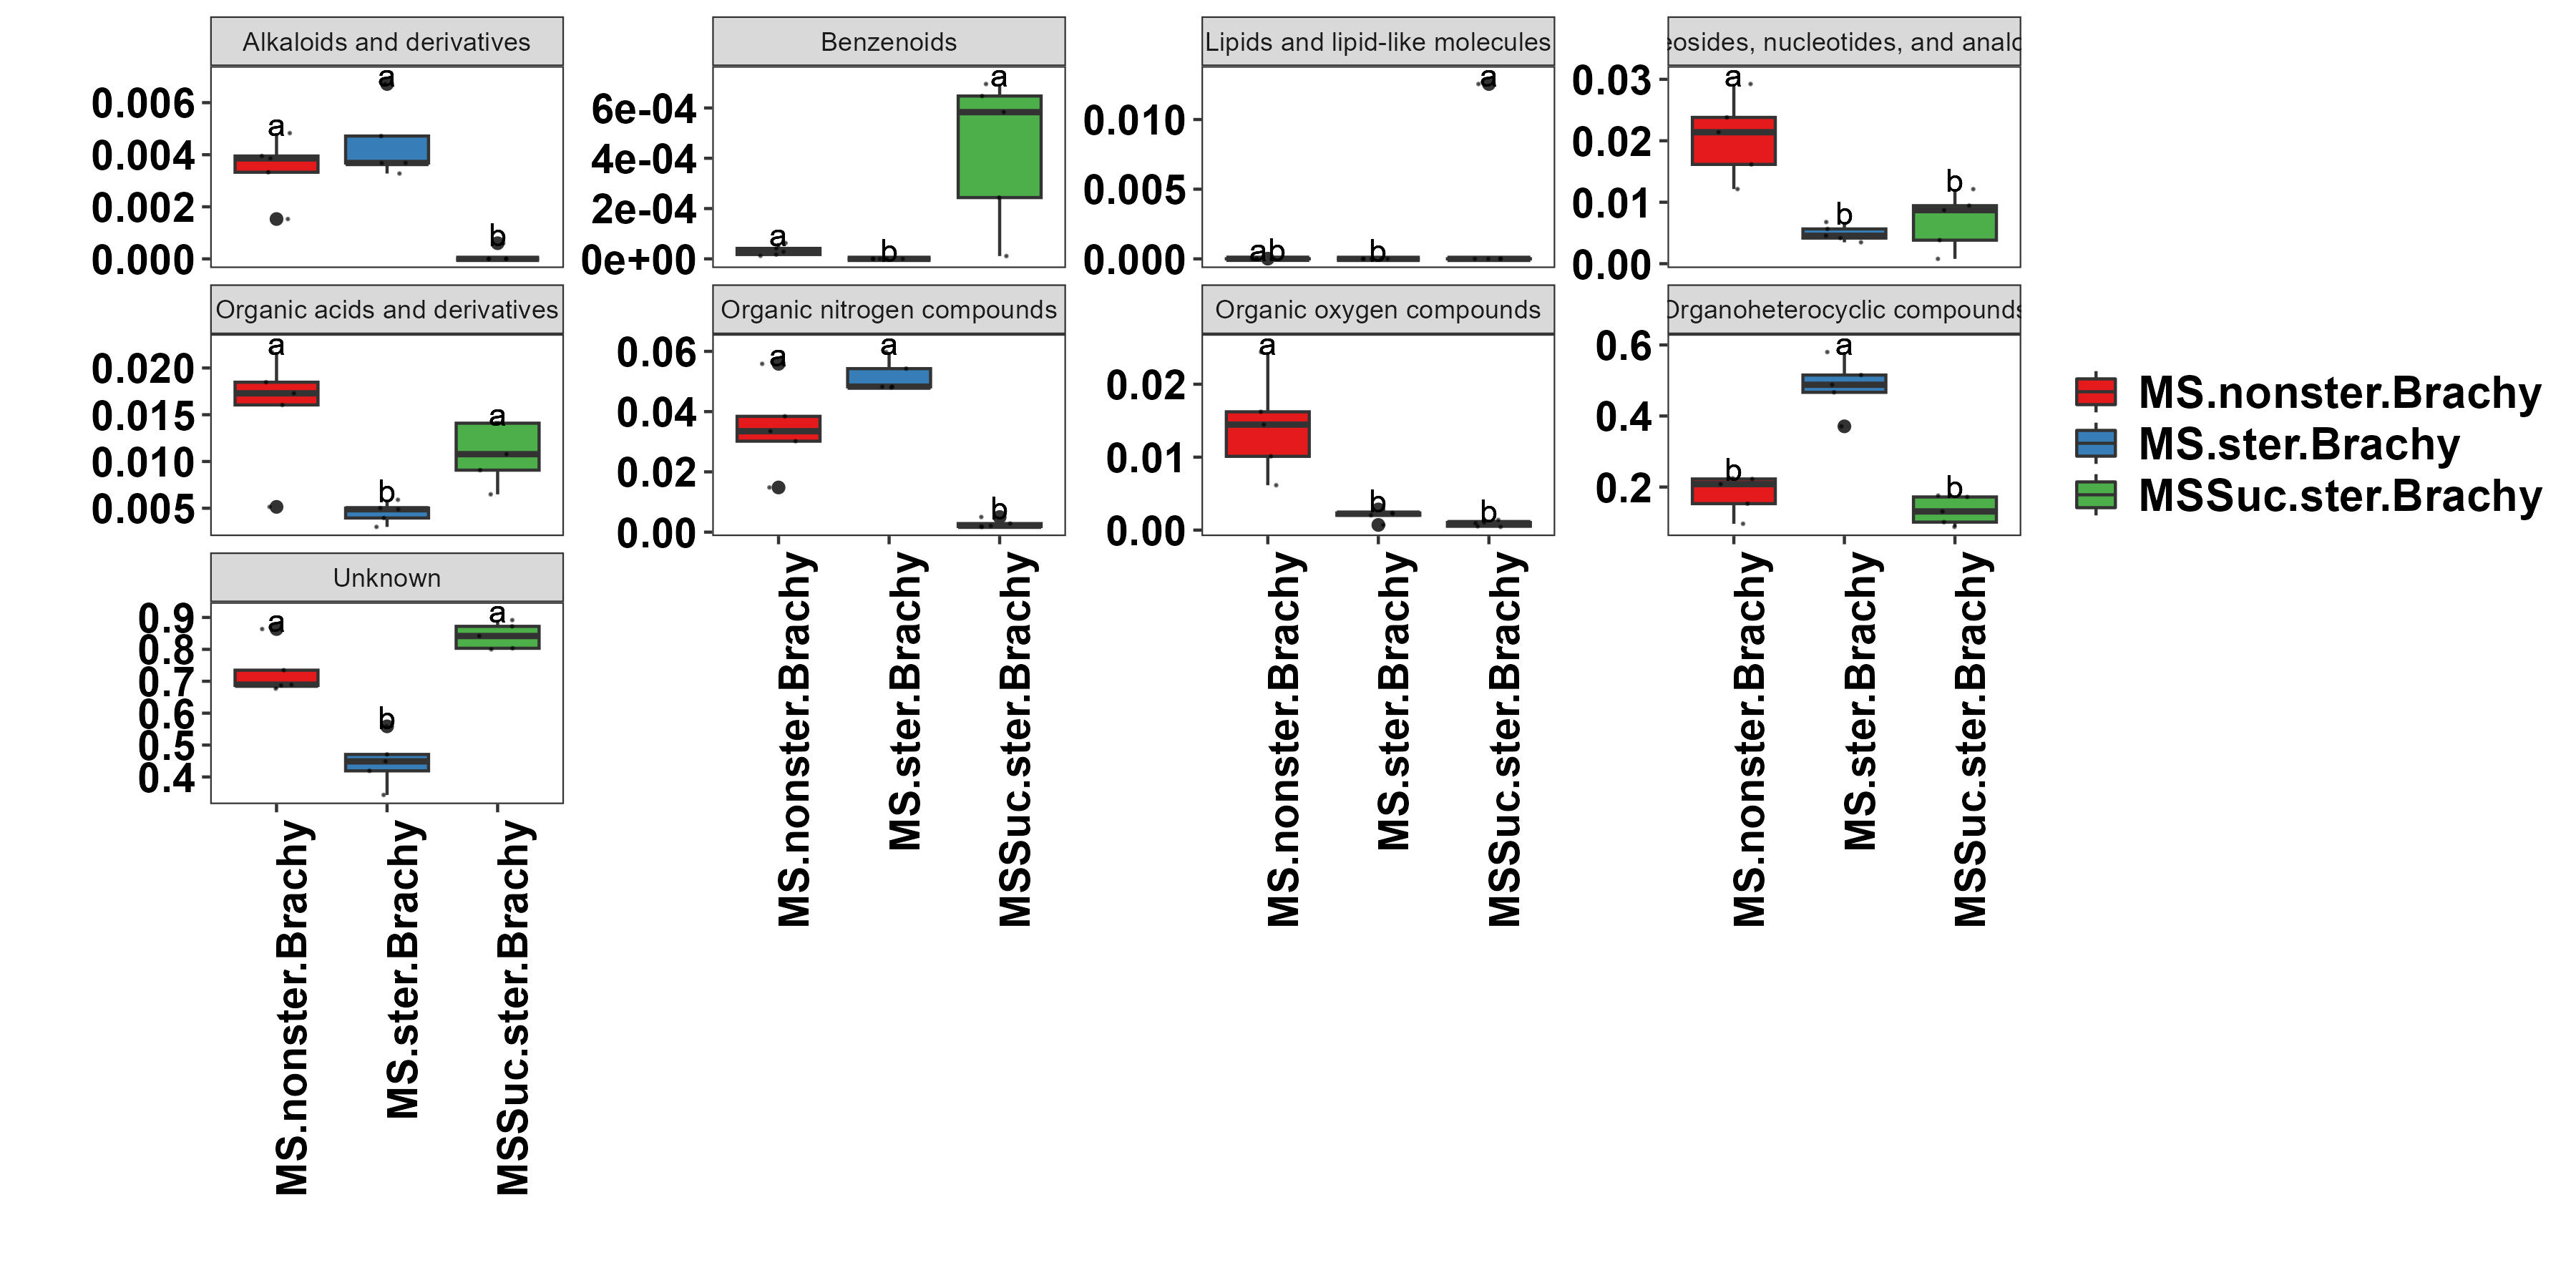 Alkaloids and derivatives
Benzenoids
Lipids and lipid-like molecules
eosides, nucleotides, and analo
0.006
0.004
0.002
0.000
a
a
b
6e-04
4e-04
2e-04
0e+00
a
b
a
0.010
0.005
0.000
ab
b
a
0.03
0.02
0.01
0.00
a
b
b
Organic acids and derivatives
Organic nitrogen compounds
Organic oxygen compounds
Organoheterocyclic compounds
0.020
0.015
0.010
0.005
a
b
a
0.06
0.04
0.02
0.00
a
a
b
0.02
0.01
0.00
a
b
b
0.6
0.4
0.2
b
a
b
MS.nonster.Brachy
MS.ster.Brachy
MSSuc.ster.Brachy
Unknown
0.9
0.8
0.7
0.6
0.5
0.4
a
b
a
MS.nonster.Brachy
MS.ster.Brachy
MSSuc.ster.Brachy
MS.nonster.Brachy
MS.ster.Brachy
MSSuc.ster.Brachy
MS.nonster.Brachy
MS.ster.Brachy
MSSuc.ster.Brachy
MS.nonster.Brachy
MS.ster.Brachy
MSSuc.ster.Brachy